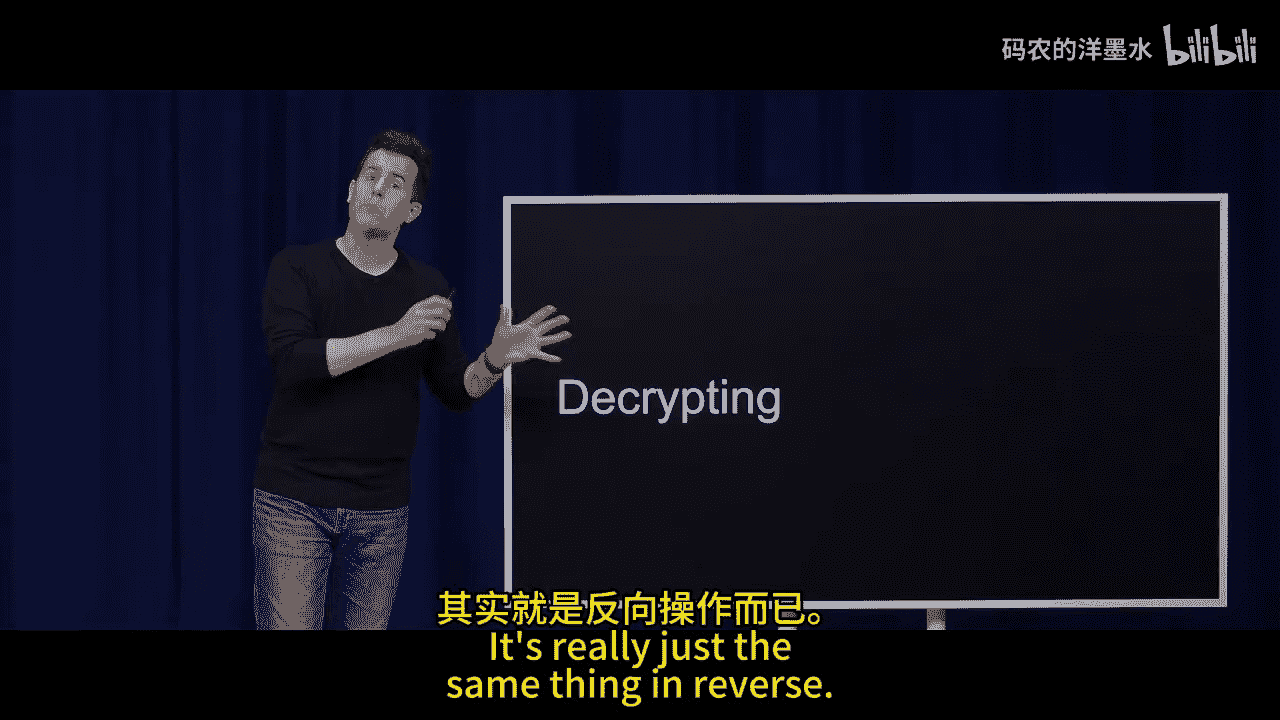 码农的洋墨水 bilibili
Decrypting
其实就是反向操作而已。
It's really just the
same thing in reverse.